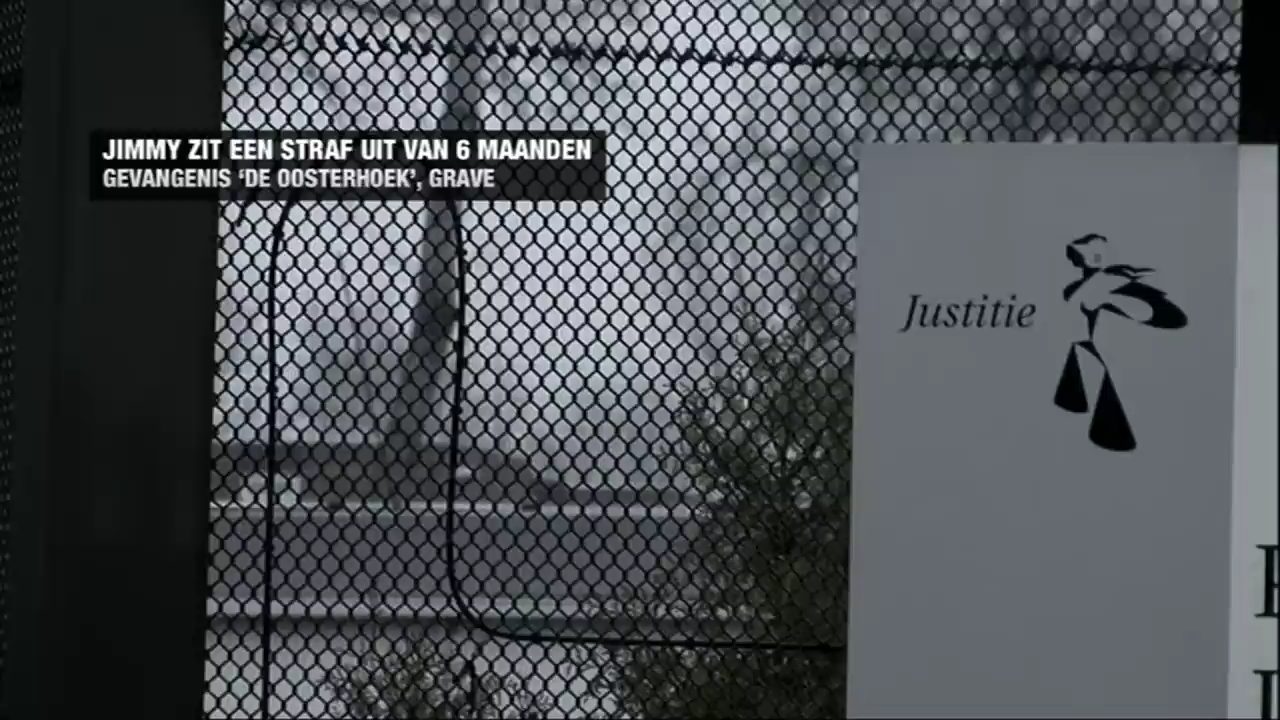 JIMMY ZIT EEN STRAF UIT VAN 6 MAANDEN
GEVANGENIS ‘DE OOSTERHOEK’, GRAVE
Justitie